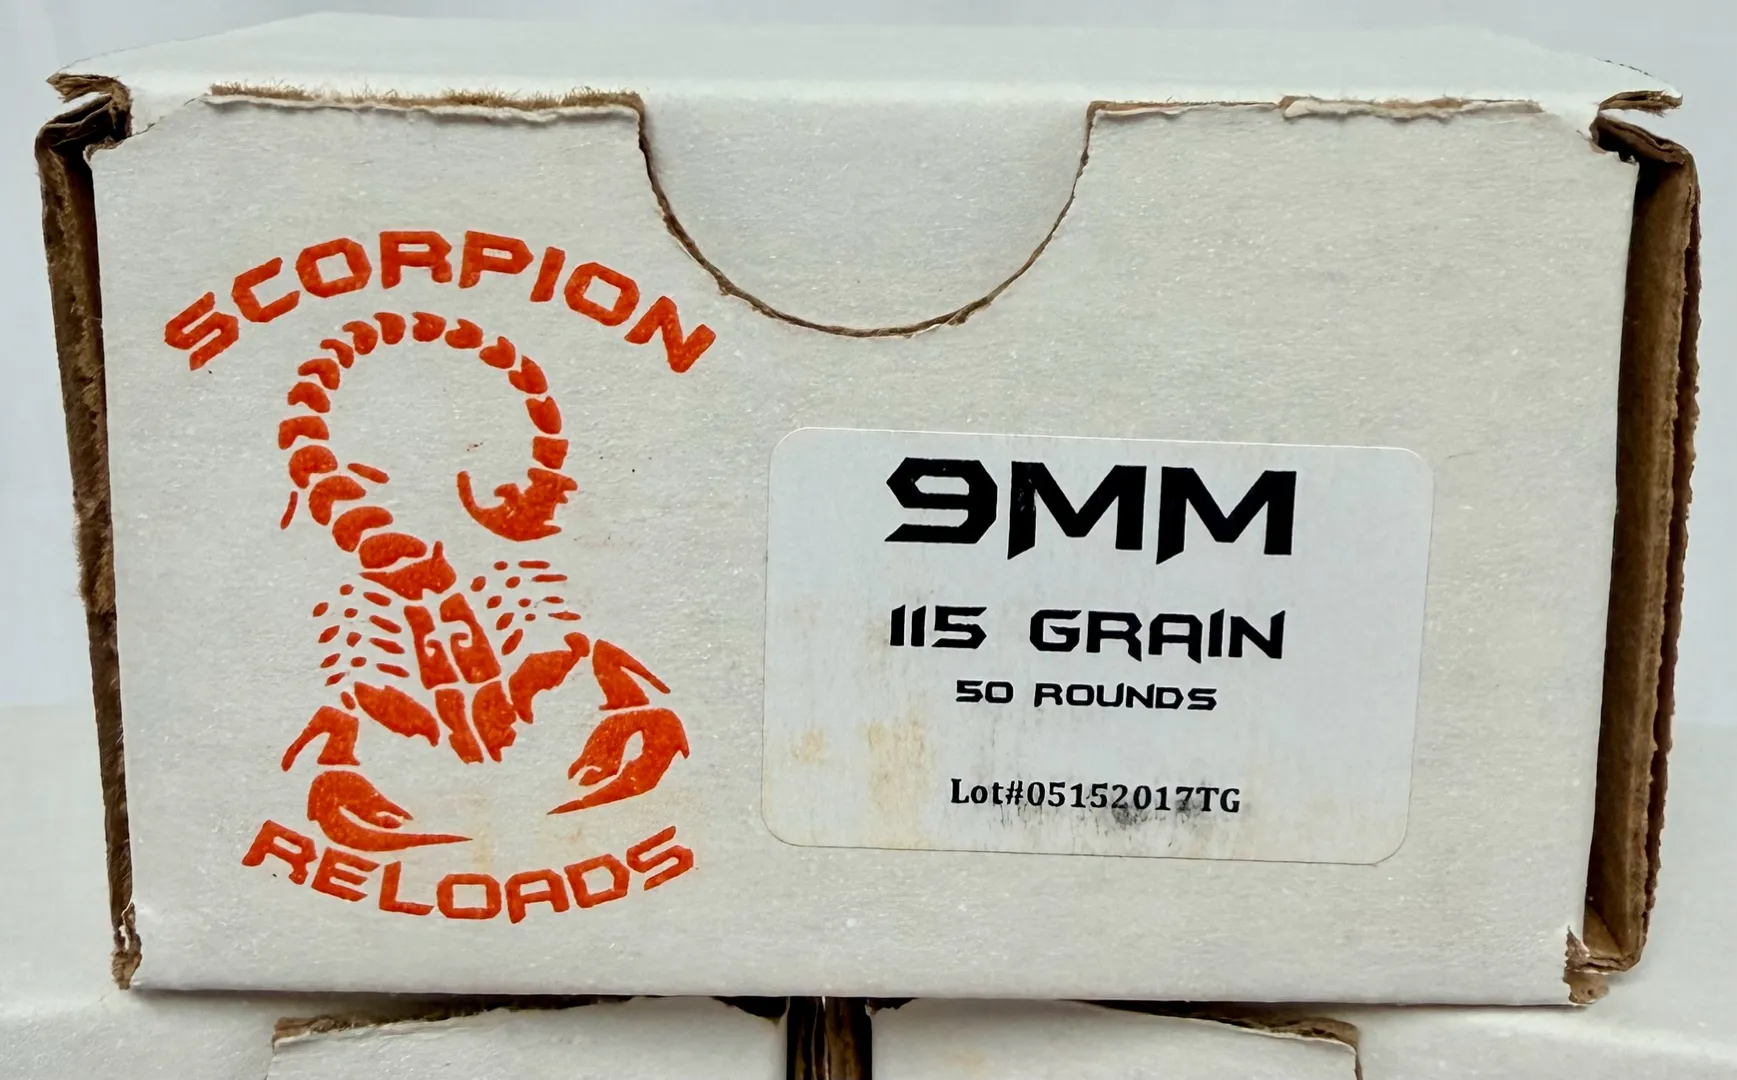 SCORPION
RELOADS
9MM
115 GRAIN
50 ROUNDS
Lot#05152017TG